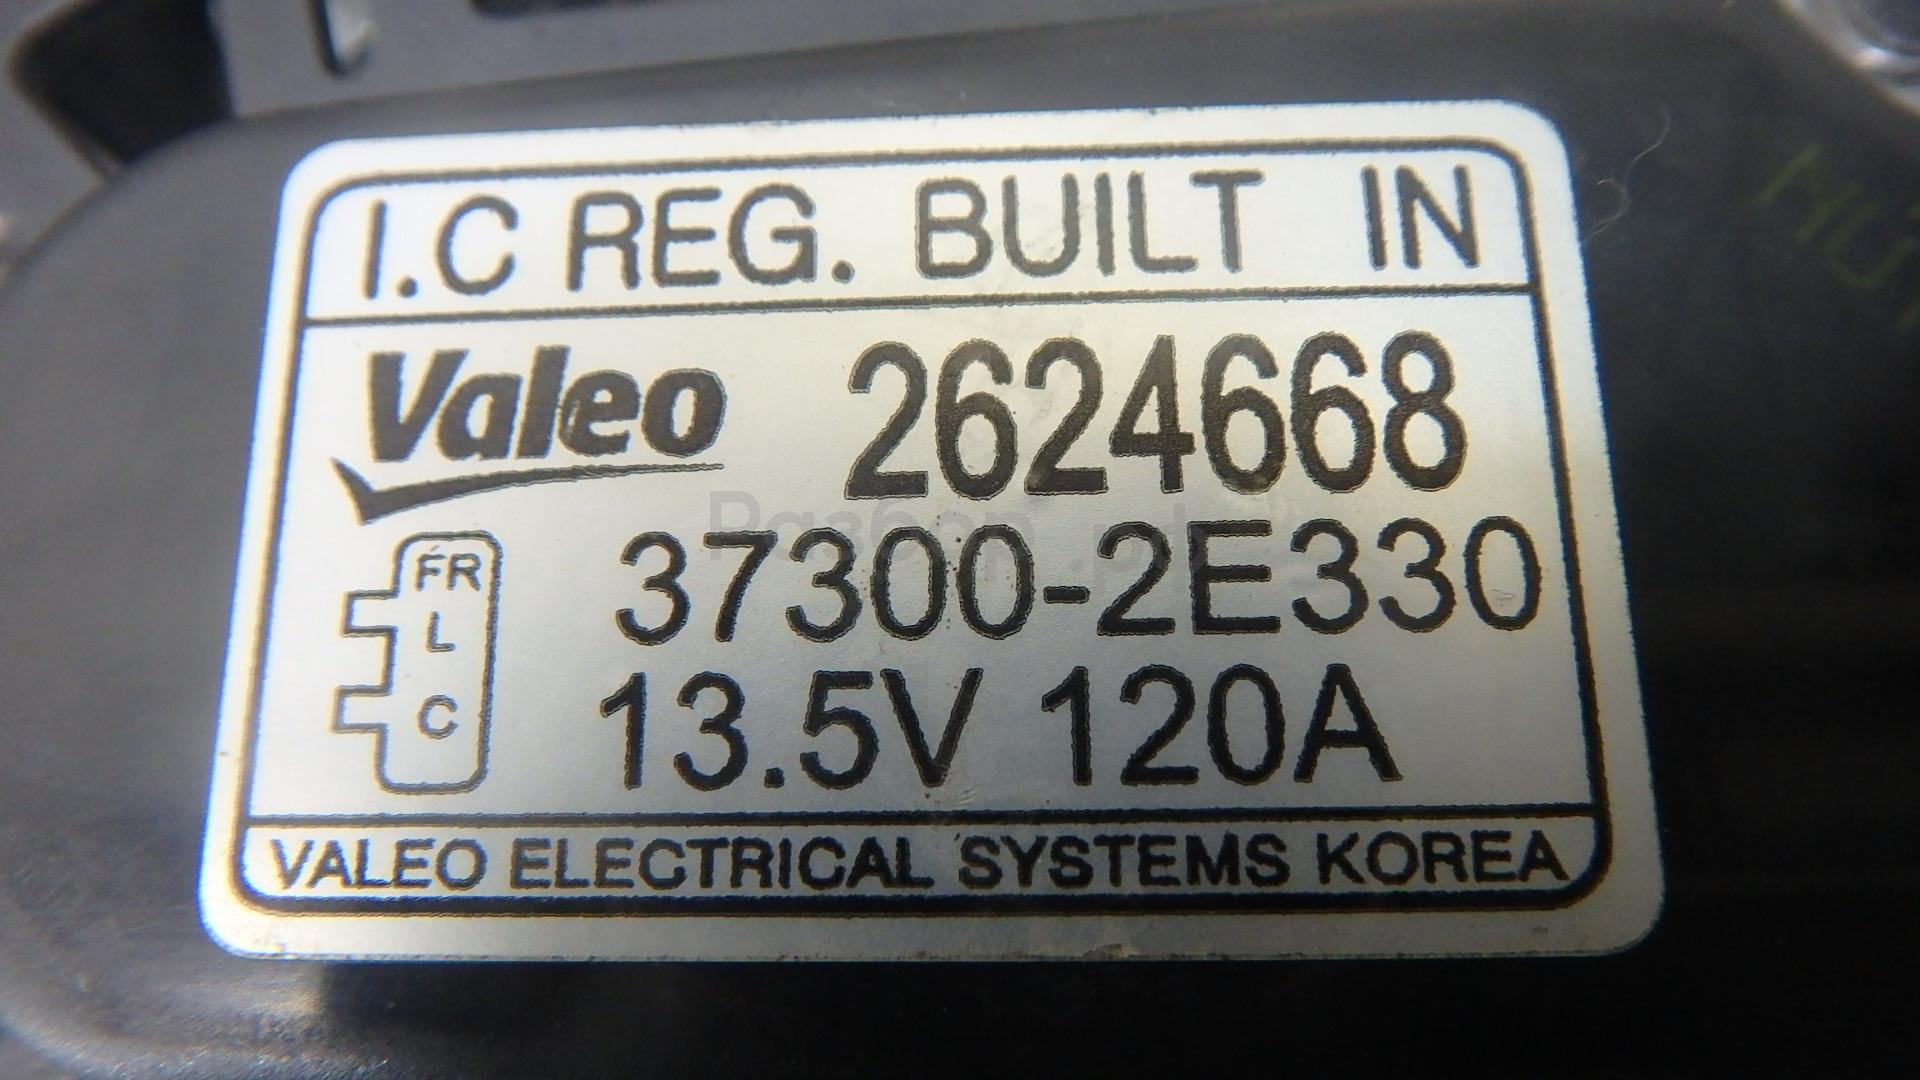 I.C REG. BUILT IN
Valeo 2624668
FR
L
C
37300-2E330
13.5V 120A
VALEO ELECTRICAL SYSTEMS KOREA